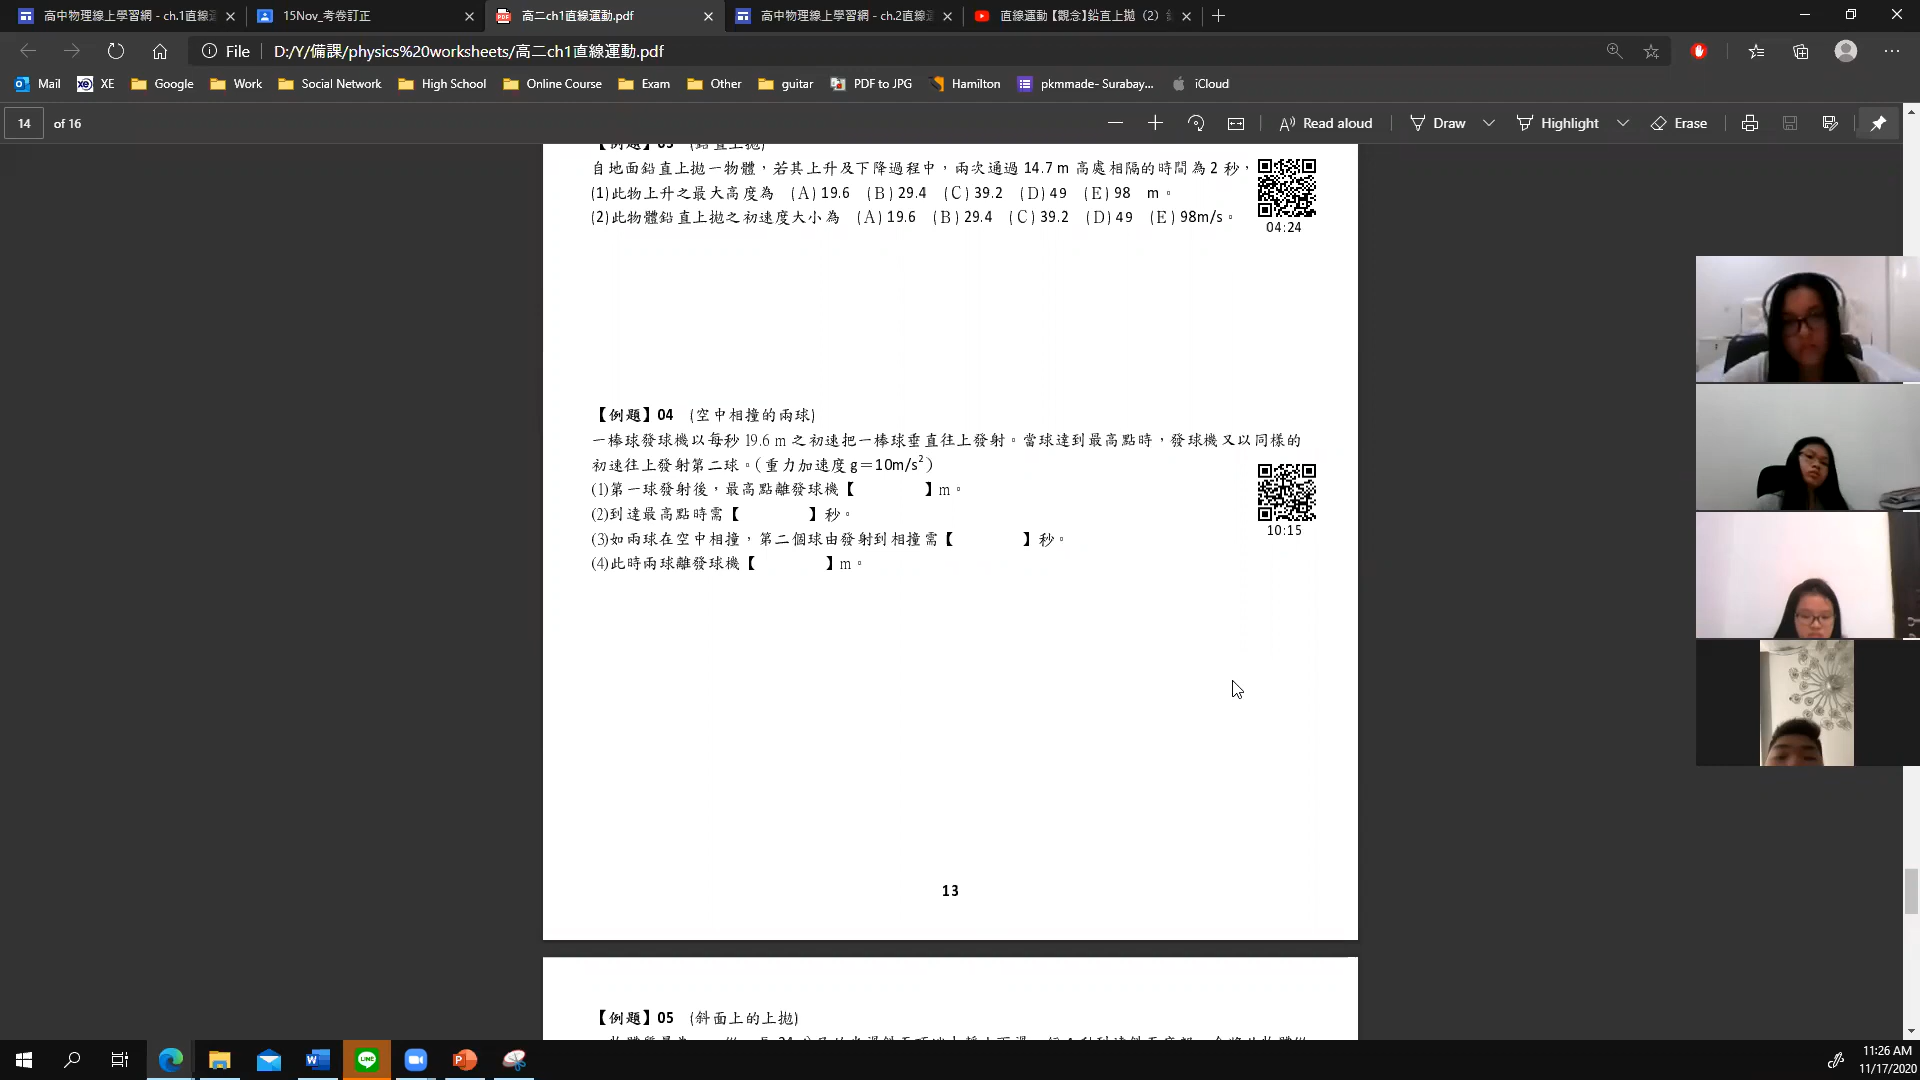 高中物理線上學習網 - ch.1直線
15Nov_考卷訂正
高二ch1直線運動.pdf
高中物理線上學習網 - ch.2直線
直線運動【觀念】鉛直上拋（2）
File
D:/Y/備課/physics%20worksheets/高二ch1直線運動.pdf
Mail
XE
Google
Work
Social Network
High School
Online Course
Exam
Other
guitar
PDF to JPG
Hamilton
pkmmade- Surabay...
iCloud
14 of 16
Read aloud
Draw
Highlight
Erase
【例題】03 (鉛直上拋)
自地面鉛直上拋一物體，若其上升及下降過程中，兩次通過 14.7 m 高處相隔的時間為 2 秒，
(1)此物上升之最大高度為 (A) 19.6 (B) 29.4 (C) 39.2 (D) 49 (E) 98 m。
(2)此物體鉛直上拋之初速度大小為 (A) 19.6 (B) 29.4 (C) 39.2 (D) 49 (E) 98m/s。
04:24
【例題】04 (空中相撞的兩球)
一棒球發球機以每秒 19.6 m 之初速把一棒球垂直往上發射。當球達到最高點時，發球機又以同樣的
初速往上發射第二球。(重力加速度 g＝10m/s²)
(1)第一球發射後，最高點離發球機【 】m。
(2)到達最高點時需【 】秒。
(3)如兩球在空中相撞，第二個球由發射到相撞需【 】秒。
(4)此時兩球離發球機【 】m。
10:15
13
【例題】05 (斜面上的上拋)
11:26 AM
11/17/2020